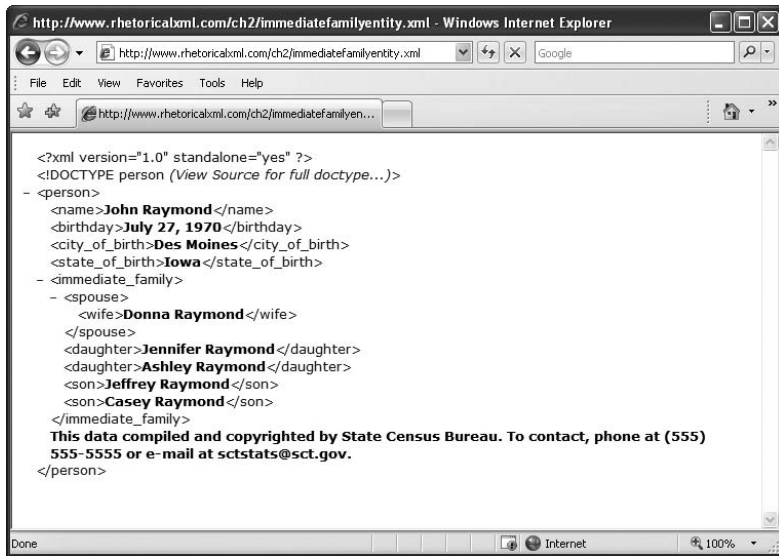 http://www.rhetoricalxml.com/ch2/immediatefamilyentity.xml - Windows Internet Explorer
http://www.rhetoricalxml.com/ch2/immediatefamilyentity.xml
Google
File Edit View Favorites Tools Help
http://www.rhetoricalxml.com/ch2/immediatefamilyen...
<?xml version="1.0" standalone="yes" ?>
<!DOCTYPE person (View Source for full doctype...)>
- <person>
<name>John Raymond</name>
<birthday>July 27, 1970</birthday>
<city_of_birth>Des Moines</city_of_birth>
<state_of_birth>Iowa</state_of_birth>
- <immediate_family>
- <spouse>
<wife>Donna Raymond</wife>
</spouse>
<daughter>Jennifer Raymond</daughter>
<daughter>Ashley Raymond</daughter>
<son>Jeffrey Raymond</son>
<son>Casey Raymond</son>
</immediate_family>
This data compiled and copyrighted by State Census Bureau. To contact, phone at (555)
555-5555 or e-mail at sctstats@sct.gov.
</person>
Done Internet 100%